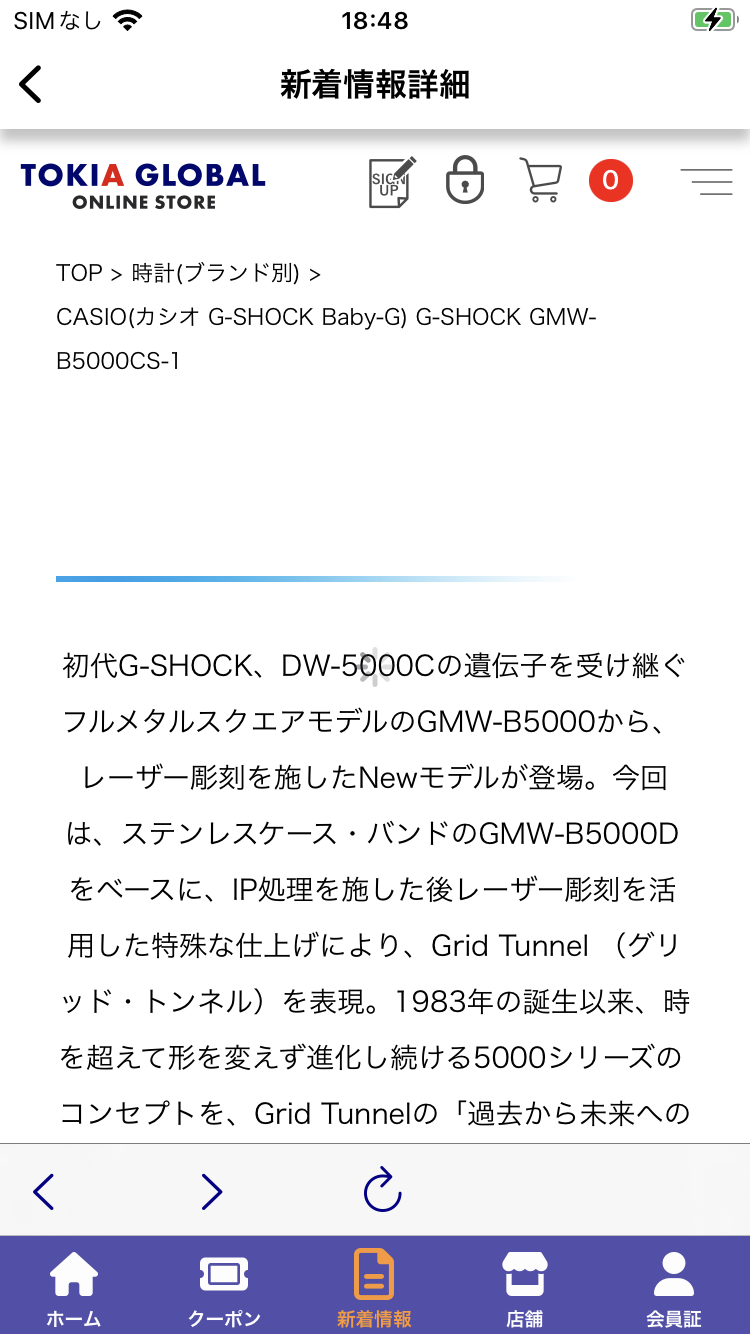 SIMなし 18:48
新着情報詳細
TOKIA GLOBAL
ONLINE STORE
SIGN
UP
0
TOP > 時計(ブランド別) >
CASIO(カシオ G-SHOCK Baby-G) G-SHOCK GMW-
B5000CS-1
初代G-SHOCK、DW-5000Cの遺伝子を受け継ぐ
フルメタルスクエアモデルのGMW-B5000から、
レーザー彫刻を施したNewモデルが登場。今回
は、ステンレスケース・バンドのGMW-B5000D
をベースに、IP処理を施した後レーザー彫刻を活
用した特殊な仕上げにより、Grid Tunnel （グリ
ッド・トンネル）を表現。1983年の誕生以来、時
を超えて形を変えず進化し続ける5000シリーズの
コンセプトを、Grid Tunnelの「過去から未来への
ホーム クーポン 新着情報 店舗 会員証